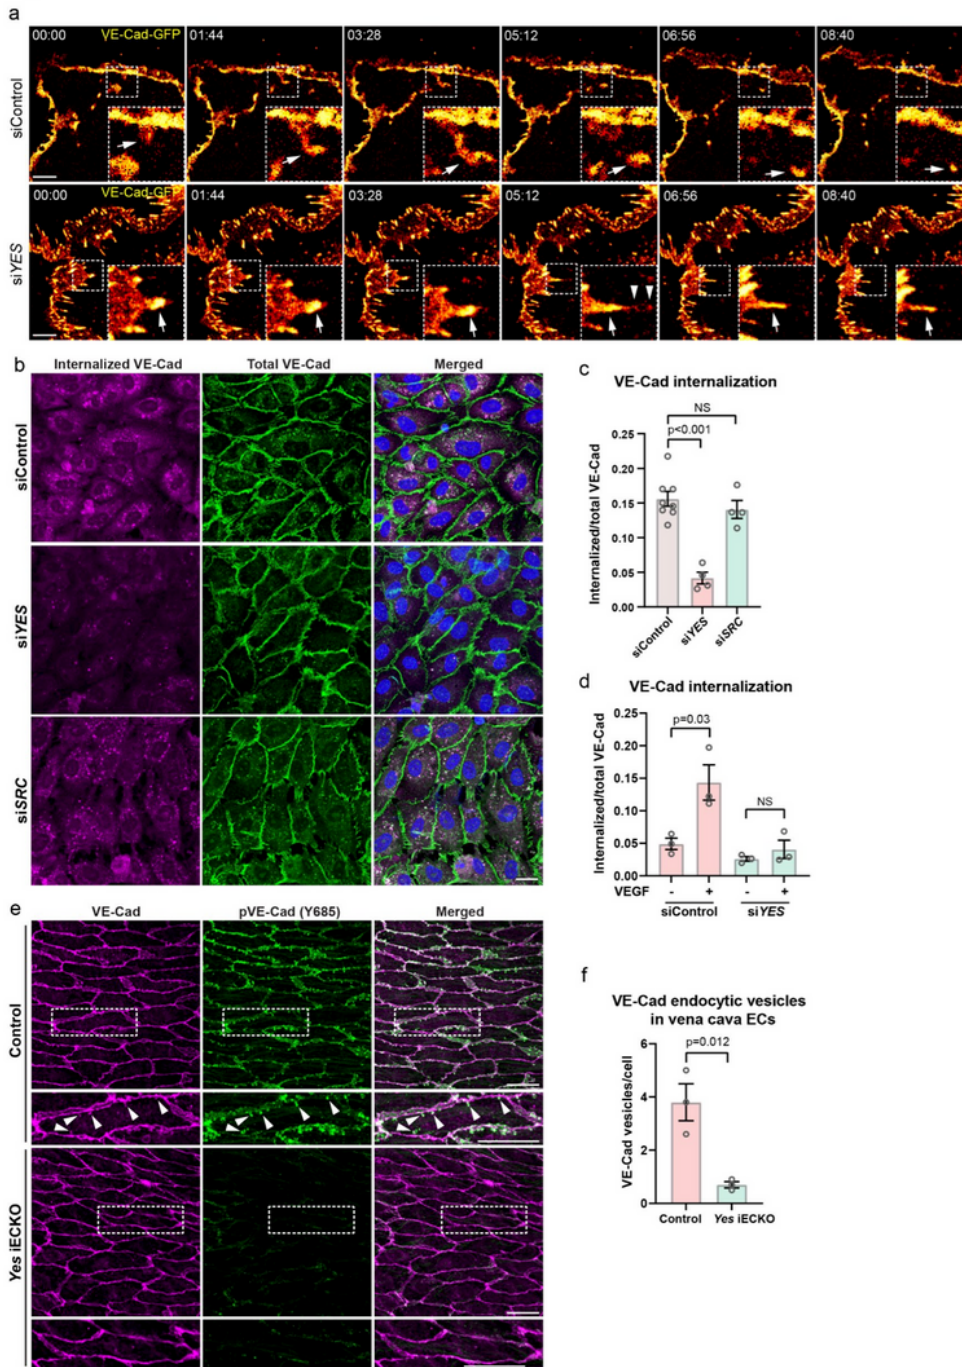 a
siControl
00:00 VE-Cad-GFP 01:44 03:28 05:12 06:56 08:40
siYES
00:00 VE-Cad-GFP 01:44 03:28 05:12 06:56 08:40
b
Internalized VE-Cad Total VE-Cad Merged
siControl
siYES
siSRC
c
VE-Cad internalization
NS
p<0.001
Internalized/total VE-Cad
0.25
0.20
0.15
0.10
0.05
0.00
siControl siYES siSRC
d
VE-Cad internalization
p=0.03
NS
Internalized/total VE-Cad
0.25
0.20
0.15
0.10
0.05
0.00
VEGF - + - +
siControl siYES
e
VE-Cad pVE-Cad (Y685) Merged
Control
Yes iECKO
f
VE-Cad endocytic vesicles
in vena cava ECs
p=0.012
VE-Cad vesicles/cell
6
4
2
0
Control Yes iECKO